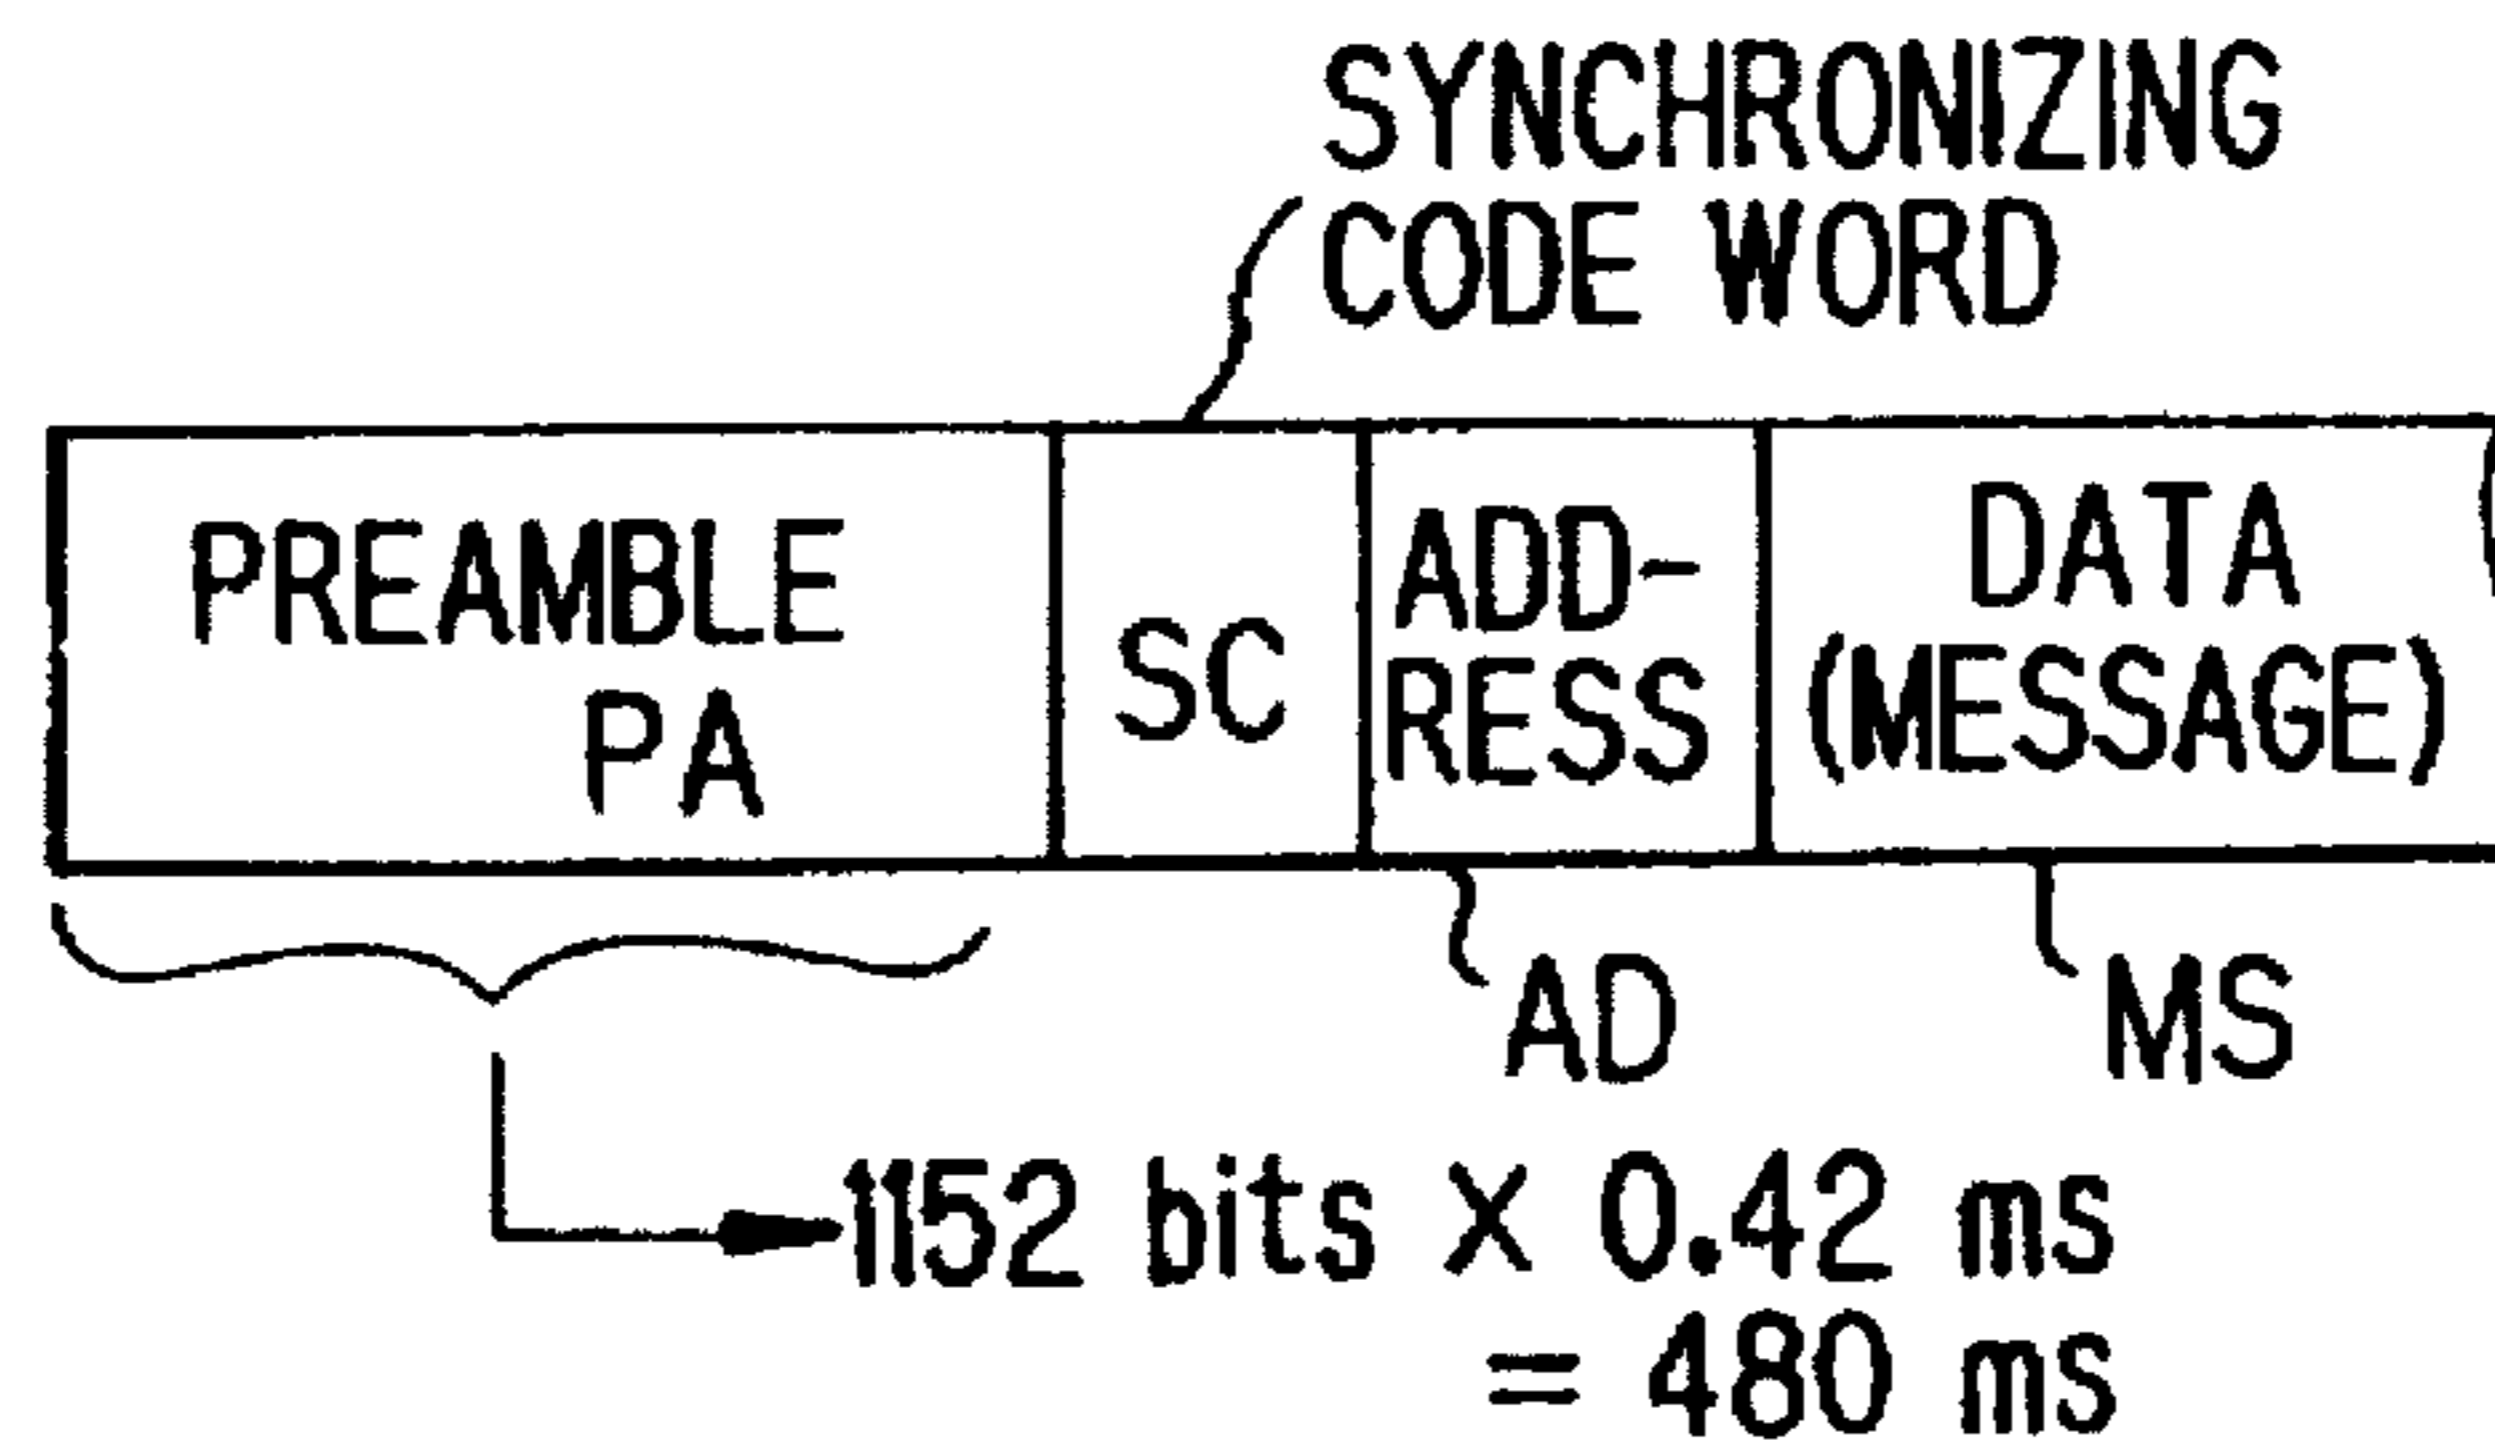 SYNCHRONIZING
CODE WORD
PREAMBLE
PA
SC
ADD-
RESS
DATA
(MESSAGE)
AD
MS
1152 bits X 0.42 ms
= 480 ms